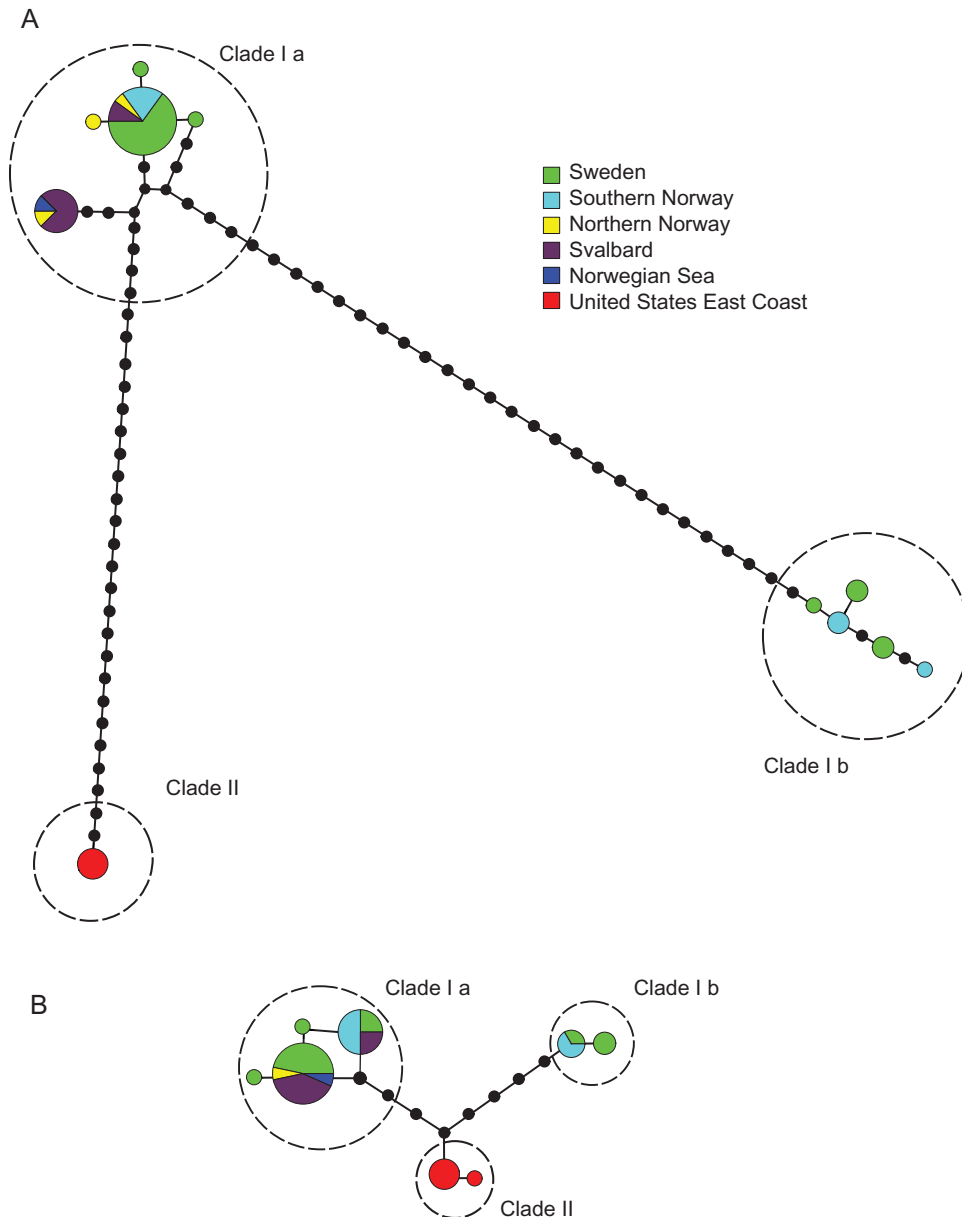 A
Clade I a
Sweden
Southern Norway
Northern Norway
Svalbard
Norwegian Sea
United States East Coast
Clade I b
Clade II
B
Clade I a
Clade I b
Clade II